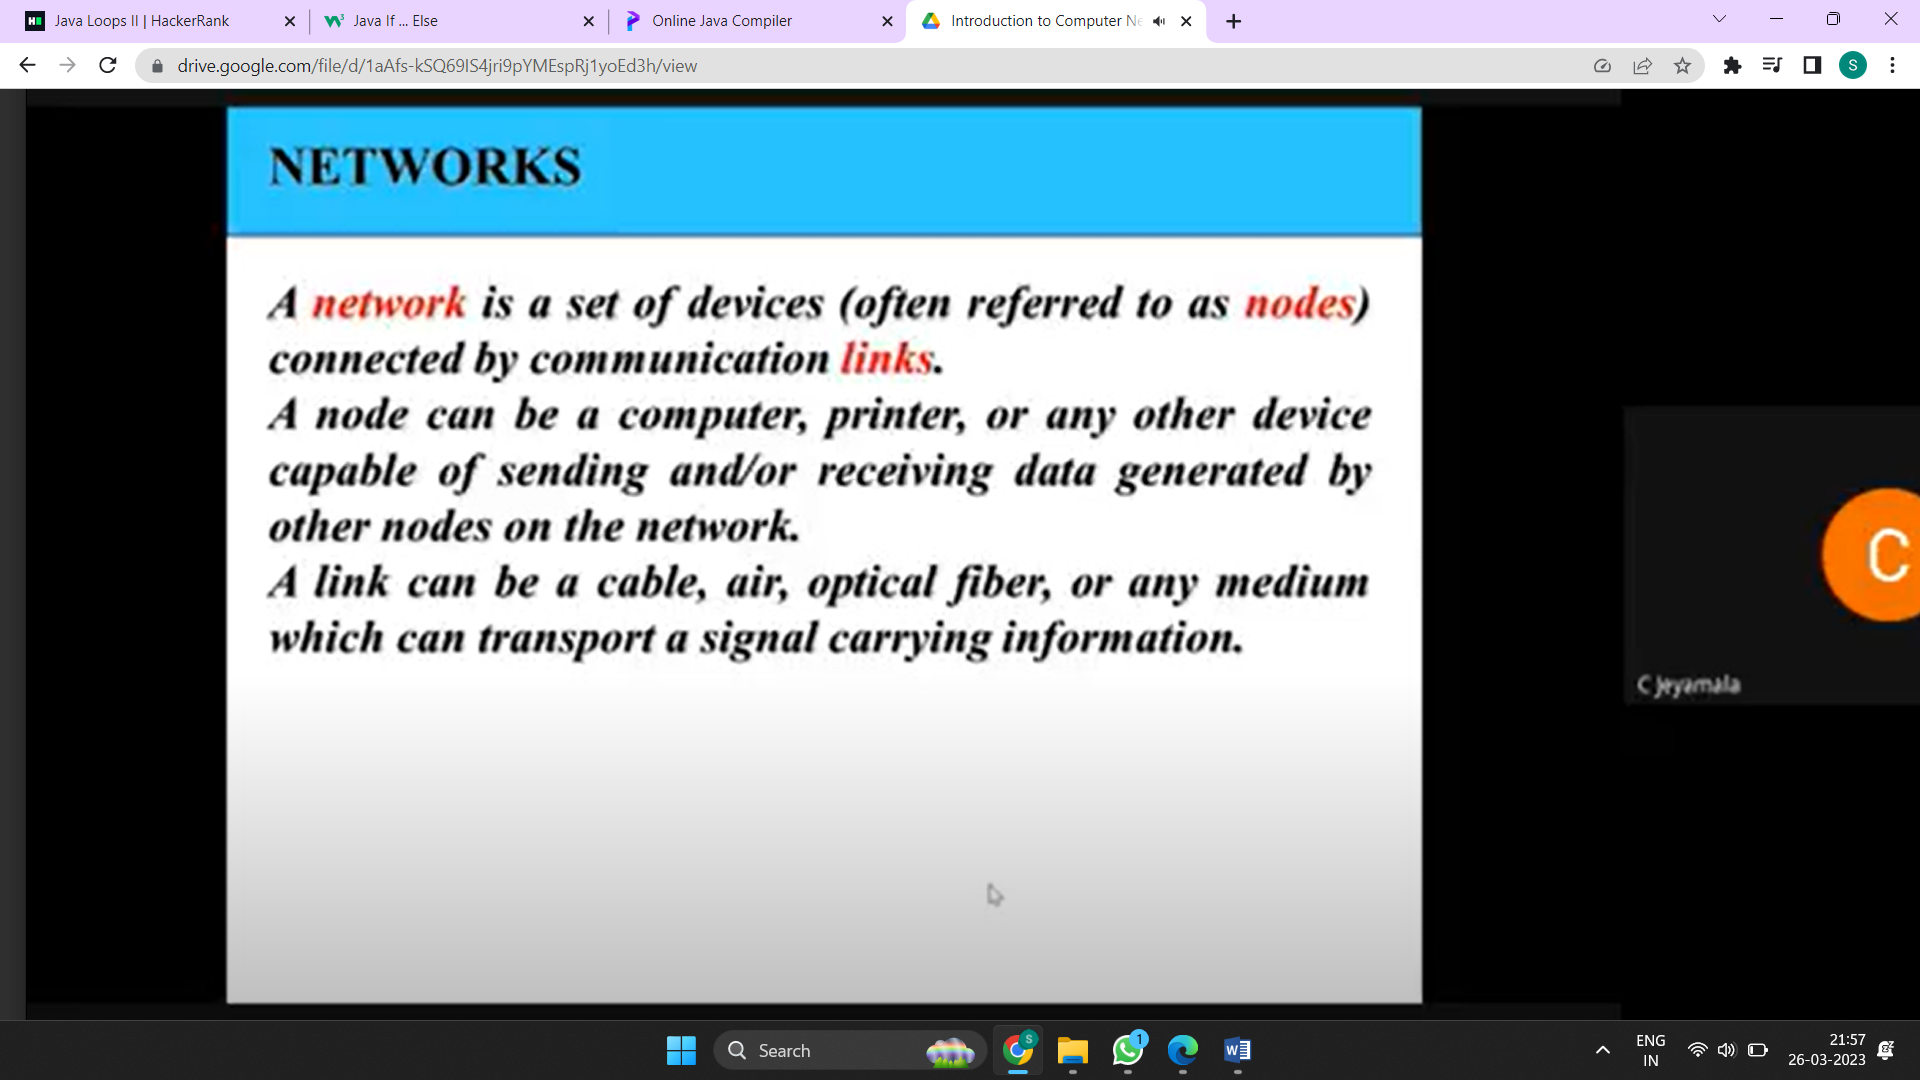 Java Loops II | HackerRank
Java If ... Else
Online Java Compiler
Introduction to Computer Ne
drive.google.com/file/d/1aAfs-kSQ69IS4jri9pYMEspRj1yoEd3h/view
S
NETWORKS
A network is a set of devices (often referred to as nodes)
connected by communication links.
A node can be a computer, printer, or any other device
capable of sending and/or receiving data generated by
other nodes on the network.
A link can be a cable, air, optical fiber, or any medium
which can transport a signal carrying information.
C
C Jeyamala
Search
S
1
W
ENG
IN
21:57
26-03-2023